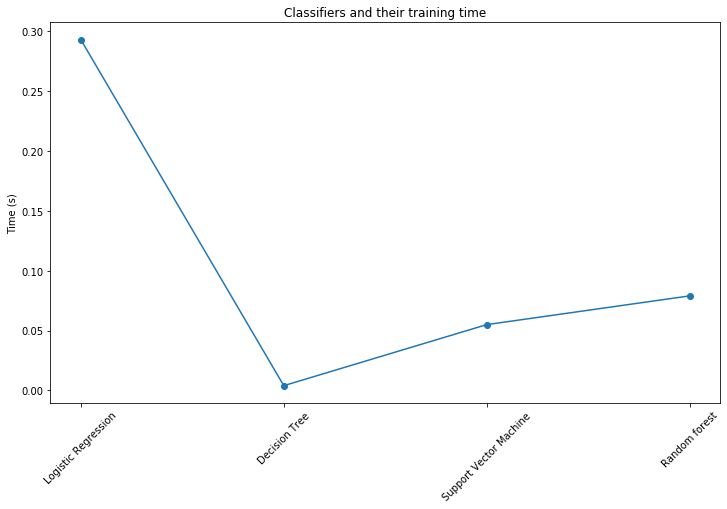 Classifiers and their training time
Time (s)
0.30
0.25
0.20
0.15
0.10
0.05
0.00
Logistic Regression
Decision Tree
Support Vector Machine
Random forest